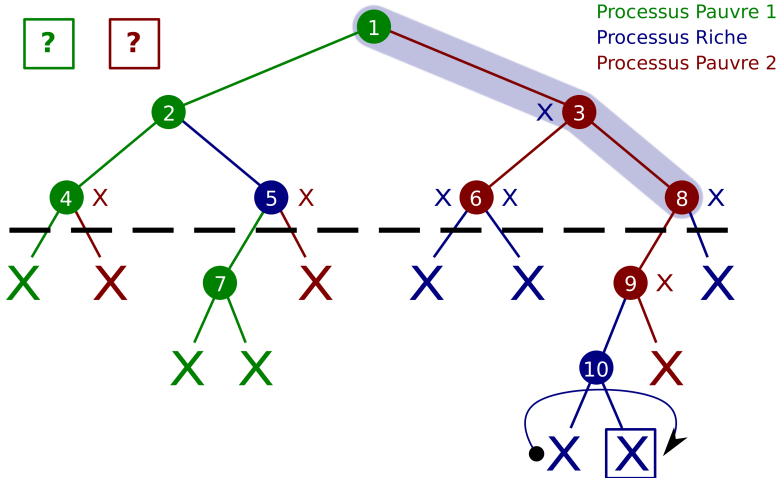 Processus Pauvre 1
Processus Riche
Processus Pauvre 2
? ?
1
2 X 3
4 X 5 X X 6 X 8 X
X X 7 X X X 9 X X
X X 10 X
X X